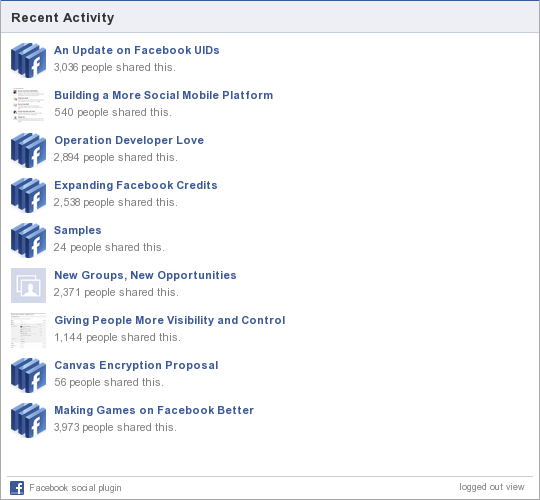 Recent Activity
An Update on Facebook UIDs
3,036 people shared this.
Building a More Social Mobile Platform
540 people shared this.
Operation Developer Love
2,894 people shared this.
Expanding Facebook Credits
2,538 people shared this.
Samples
24 people shared this.
New Groups, New Opportunities
2,371 people shared this.
Giving People More Visibility and Control
1,144 people shared this.
Canvas Encryption Proposal
56 people shared this.
Making Games on Facebook Better
3,973 people shared this.
Facebook social plugin
logged out view